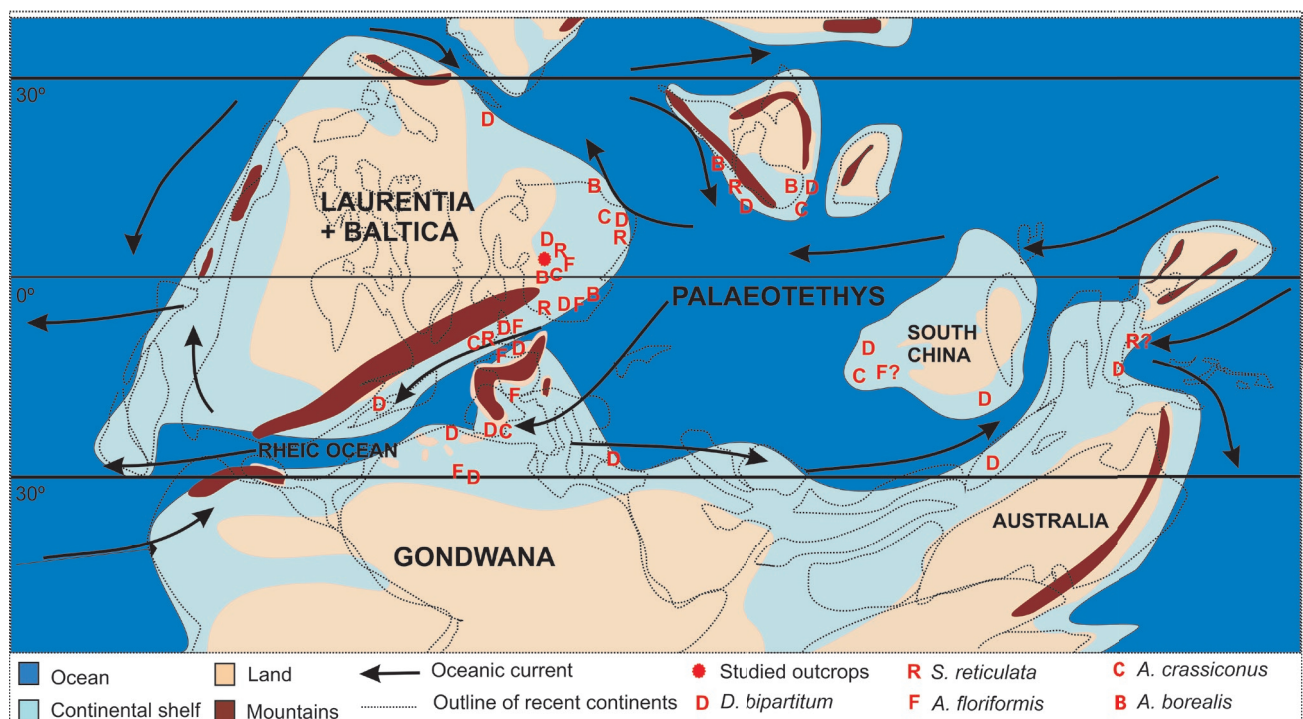 30º
D
LAURENTIA
+ BALTICA
B
R
D
B
D
C
B
C
D
R
D
R
F
B
C
0º
R
D
F
B
PALAEOTETHYS
D
F
C
R
F
D
SOUTH
CHINA
D
C
F?
R?
D
F
D
D
D
C
D
RHEIC OCEAN
F
D
D
D
30º
AUSTRALIA
GONDWANA
Ocean
Land
Oceanic current
Studied outcrops
R S. reticulata
C A. crassiconus
Continental shelf
Mountains
Outline of recent continents
D D. bipartitum
F A. floriformis
B A. borealis